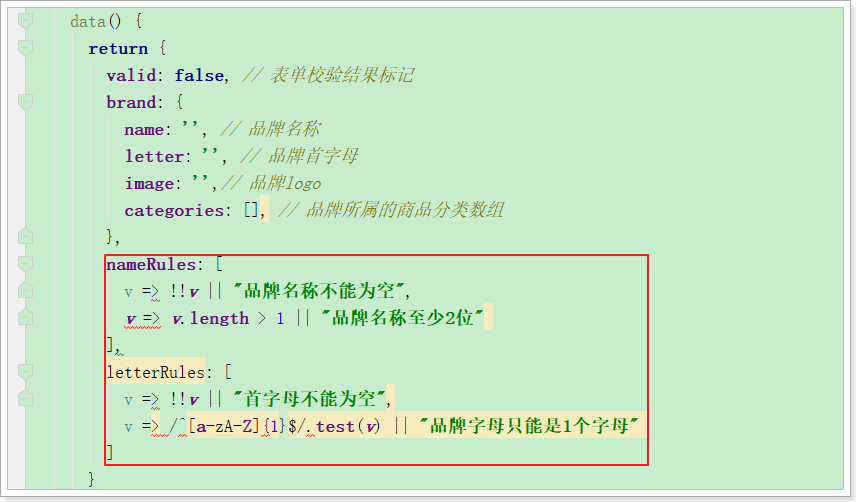 data() {
return {
valid: false, // 表单校验结果标记
brand: {
name: '', // 品牌名称
letter: '', // 品牌首字母
image: '',// 品牌logo
categories: [], // 品牌所属的商品分类数组
},
nameRules: [
v => !!v || "品牌名称不能为空",
v => v.length > 1 || "品牌名称至少2位"
],
letterRules: [
v => !!v || "首字母不能为空",
v => /^[a-zA-Z]{1}$/.test(v) || "品牌字母只能是1个字母"
]
}